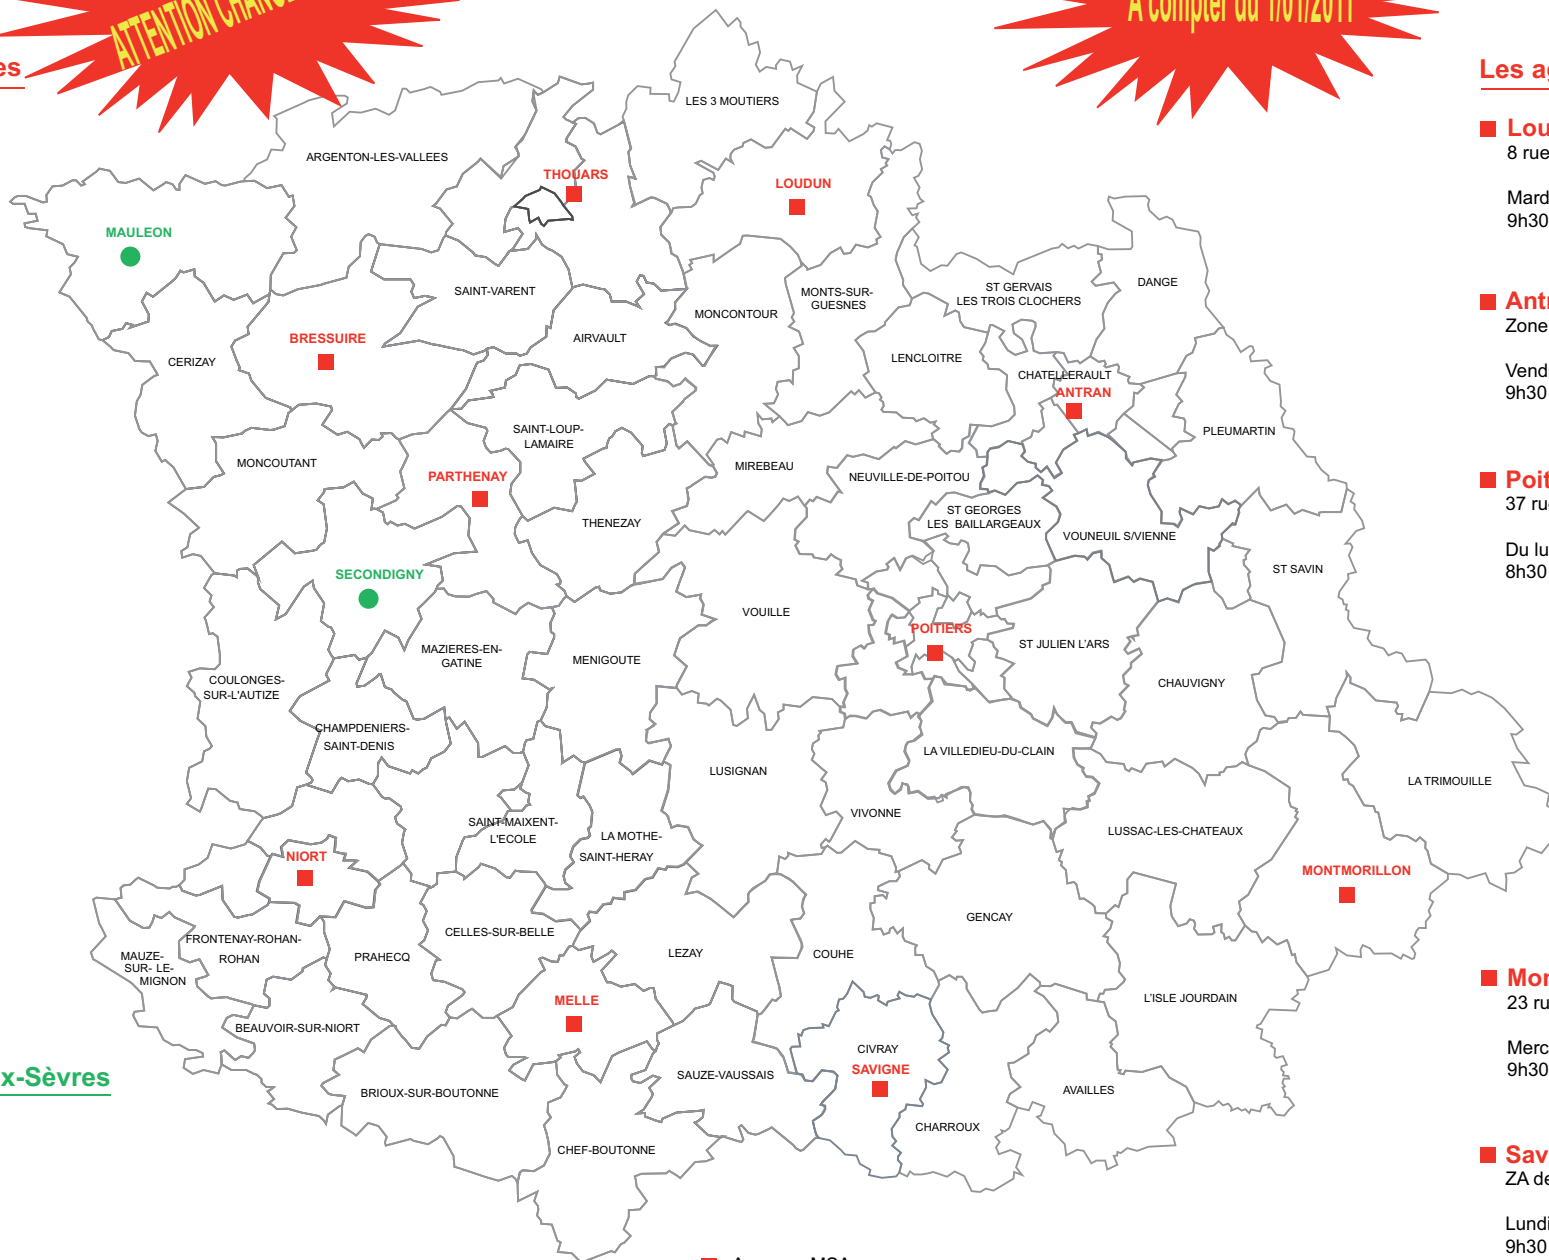 ATTENTION
A compter du 1/01/2011
LES 3 MOUTIERS
ARGENTON-LES-VALLEES
THOUARS
LOUDUN
MAULEON
DANGE
ST GERVAIS
LES TROIS CLOCHERS
SAINT-VARENT
MONTS-SUR-
GUESNES
MONCONTOUR
BRESSUIRE
AIRVAULT
CERIZAY
LENCLOITRE
CHATELLERAULT
ANTRAN
SAINT-LOUP-
LAMAIRE
PLEUMARTIN
MONCOUTANT
MIREBEAU
PARTHENAY
NEUVILLE-DE-POITOU
ST GEORGES
LES BAILLARGEAUX
THENEZAY
VOUNEUIL S/VIENNE
SECONDIGNY
ST SAVIN
VOUILLE
POITIERS
ST JULIEN L'ARS
MAZIERES-EN-
GATINE
MENIGOUTE
COULONGES-
SUR-L'AUTIZE
CHAUVIGNY
CHAMPDENIERS-
SAINT-DENIS
LA VILLEDIEU-DU-CLAIN
LUSIGNAN
LA TRIMOUILLE
VIVONNE
SAINT-MAIXENT-
L'ECOLE
LA MOTHE-
SAINT-HERAY
LUSSAC-LES-CHATEAUX
NIORT
MONTMORILLON
GENCAY
CELLES-SUR-BELLE
FRONTENAY-ROHAN-
ROHAN
MAUZE-
SUR- LE-
MIGNON
PRAHECQ
LEZAY
COUHE
MELLE
L'ISLE JOURDAIN
BEAUVOIR-SUR-NIORT
CIVRAY
SAVIGNE
SAUZE-VAUSSAIS
BRIOUX-SUR-BOUTONNE
AVAILLES
CHARROUX
CHEF-BOUTONNE
x-Sèvres
es
Les a
Lou
8 rue
Mard
9h30
Ant
Zone
Vend
9h30
Poit
37 ru
Du lu
8h30
Mon
23 ru
Merc
9h30
Sav
ZA de
Lundi
9h30